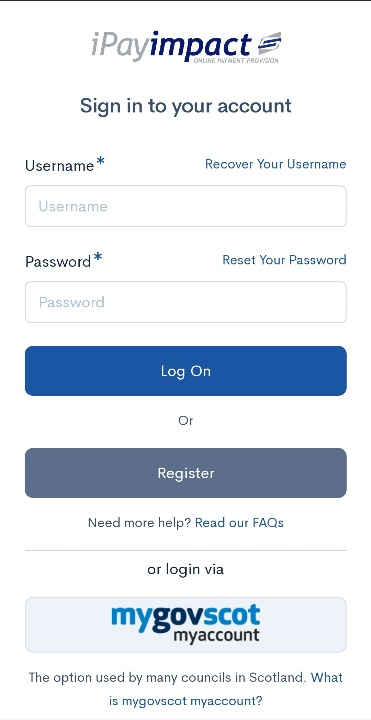 iPayimpact
ONLINE PAYMENT PROVISION
Sign in to your account
Username* Recover Your Username
Username
Password* Reset Your Password
Password
Log On
Or
Register
Need more help? Read our FAQs
or login via
mygovscot
myaccount
The option used by many councils in Scotland. What
is mygovscot myaccount?